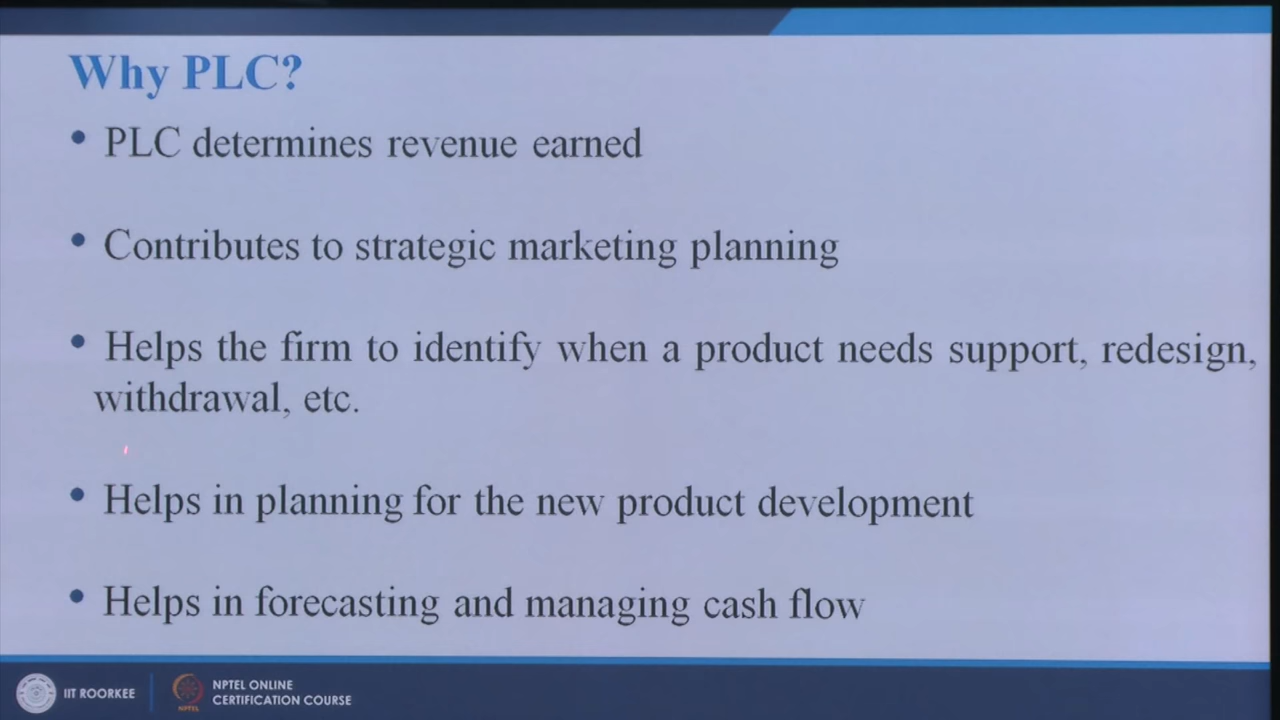 Why PLC?
• PLC determines revenue earned
• Contributes to strategic marketing planning
• Helps the firm to identify when a product needs support, redesign,
withdrawal, etc.
• Helps in planning for the new product development
• Helps in forecasting and managing cash flow
IIT ROORKEE
NPTEL ONLINE
CERTIFICATION COURSE